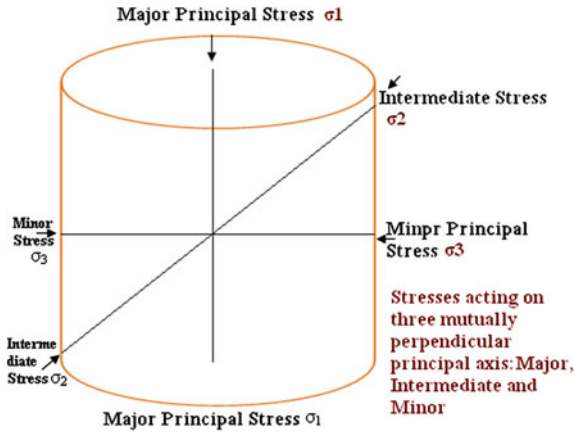 Major Principal Stress σ1
Intermediate Stress
σ2
Minor
Stress
σ3
Minpr Principal
Stress σ3
Stresses acting on
three mutually
perpendicular
principal axis: Major,
Intermediate and
Minor
Interme
diate
Stress σ2
Major Principal Stress σ1